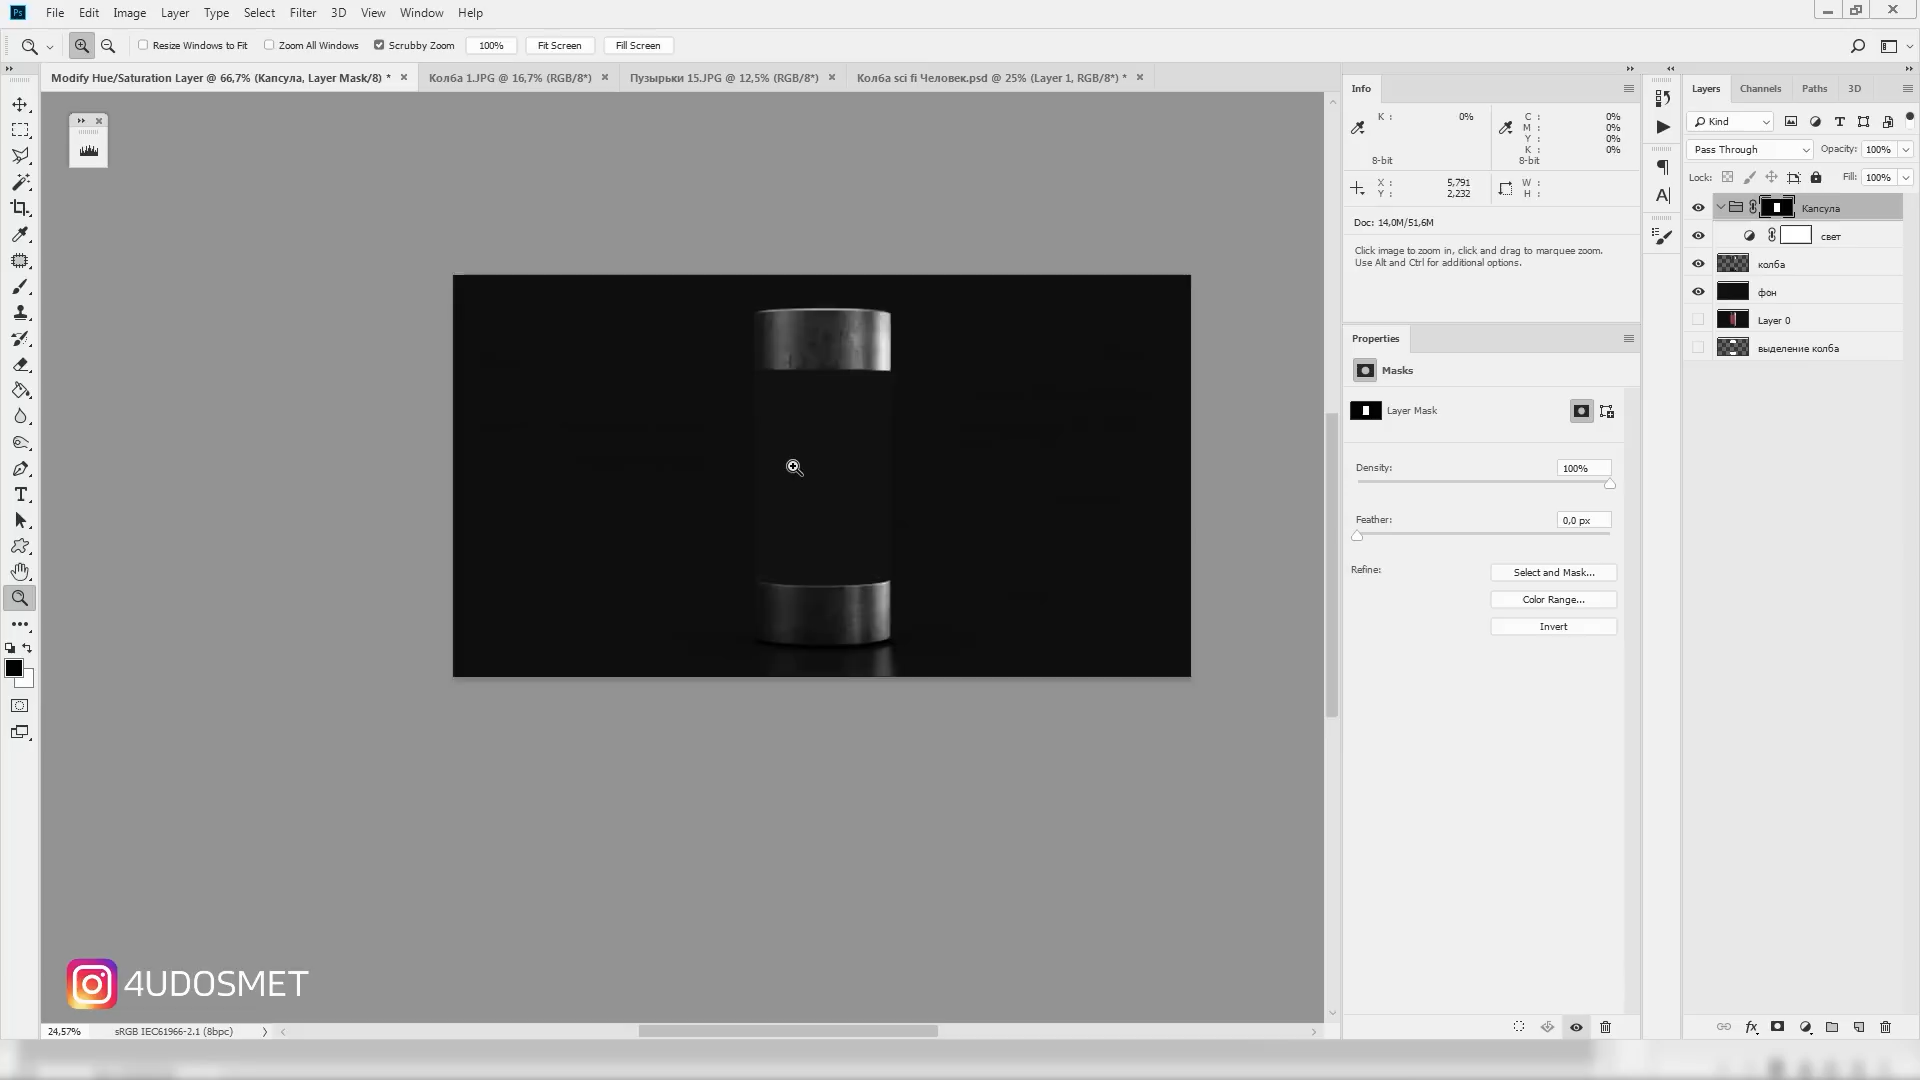 Ps File Edit Image Layer Type Select Filter 3D View Window Help
Resize Windows to Fit Zoom All Windows Scrubby Zoom 100% Fit Screen Fill Screen
Modify Hue/Saturation Layer @ 66,7% (Капсула, Layer Mask/8) * Колба 1.JPG @ 16,7% (RGB/8*) Пузырьки 15.JPG @ 12,5% (RGB/8*) Колба sci fi Человек.psd @ 25% (Layer 1, RGB/8*) *
Info
K : 0%
8-bit
C : 0%
M : 0%
Y : 0%
K : 0%
8-bit
X : 5,791
Y : 2,232
W :
H :
Doc: 14,0M/51,6M
Click image to zoom in, click and drag to marquee zoom.
Use Alt and Ctrl for additional options.
Properties
Masks
Layer Mask
Density: 100%
Feather: 0,0 px
Refine: Select and Mask...
Color Range...
Invert
Layers Channels Paths 3D
Kind
Pass Through Opacity: 100%
Lock: Fill: 100%
Капсула
свет
колба
фон
Layer 0
выделение колба
4UDOSMET
24,57% sRGB IEC61966-2.1 (8bpc)